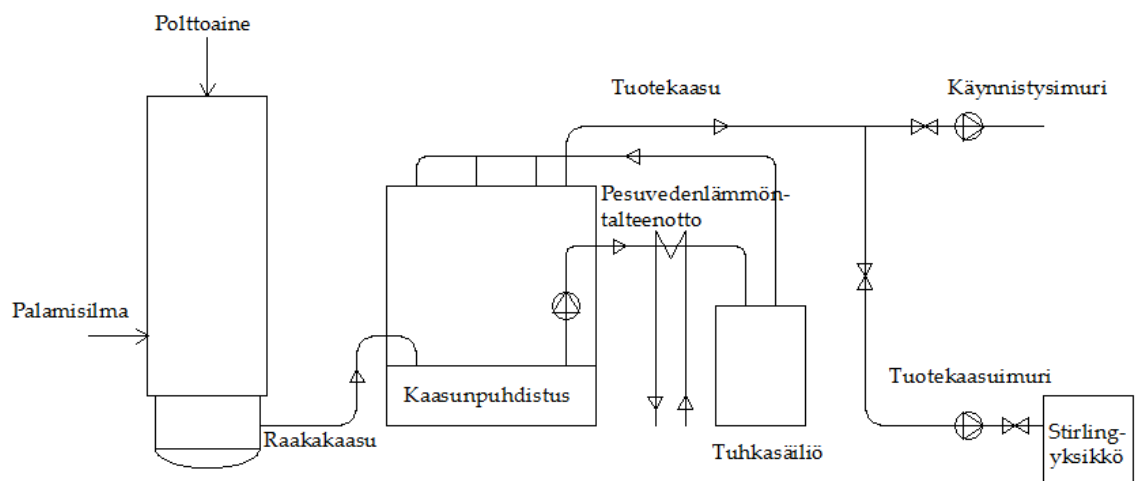 Polttoaine
Tuotekaasu
Käynnistysimuri
Pesuvedenlämmön-
talteenotto
Palamisilma
Kaasunpuhdistus
Tuotekaasuimuri
Raakakaasu
Tuhkasäiliö
Stirling-
yksikkö